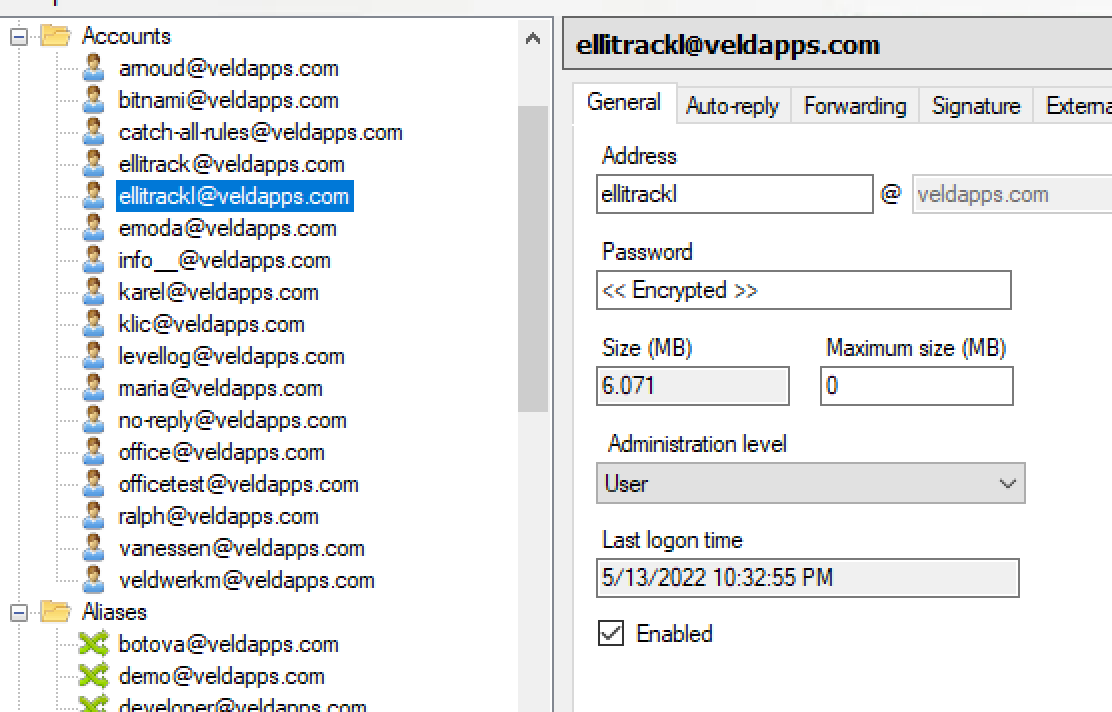 Accounts
arnoud@veldapps.com
bitnami@veldapps.com
catch-all-rules@veldapps.com
ellitrack@veldapps.com
ellitrackl@veldapps.com
emoda@veldapps.com
info__@veldapps.com
karel@veldapps.com
klic@veldapps.com
levellog@veldapps.com
maria@veldapps.com
no-reply@veldapps.com
office@veldapps.com
officetest@veldapps.com
ralph@veldapps.com
vanessen@veldapps.com
veldwerkm@veldapps.com
Aliases
botova@veldapps.com
demo@veldapps.com
developer@veldapps.com
ellitrackl@veldapps.com
General Auto-reply Forwarding Signature Externa
Address
ellitrackl @ veldapps.com
Password
<< Encrypted >>
Size (MB) Maximum size (MB)
6.071 0
Administration level
User
Last logon time
5/13/2022 10:32:55 PM
Enabled